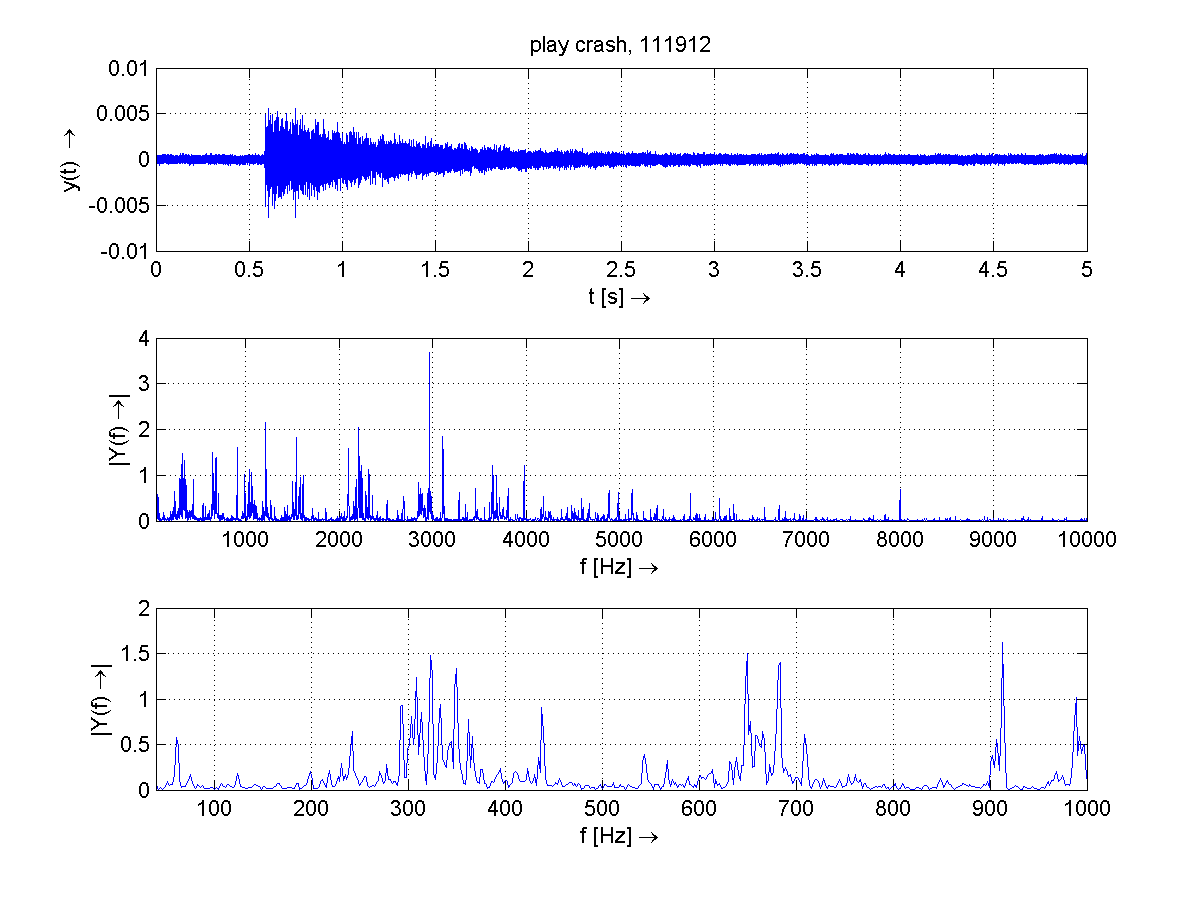 play crash, 111912
0.01
0.005
0
-0.005
-0.01
y(t) →
0 0.5 1 1.5 2 2.5 3 3.5 4 4.5 5
t [s] →
4
3
2
1
0
|Y(f) →|
1000 2000 3000 4000 5000 6000 7000 8000 9000 10000
f [Hz] →
2
1.5
1
0.5
0
|Y(f) →|
100 200 300 400 500 600 700 800 900 1000
f [Hz] →